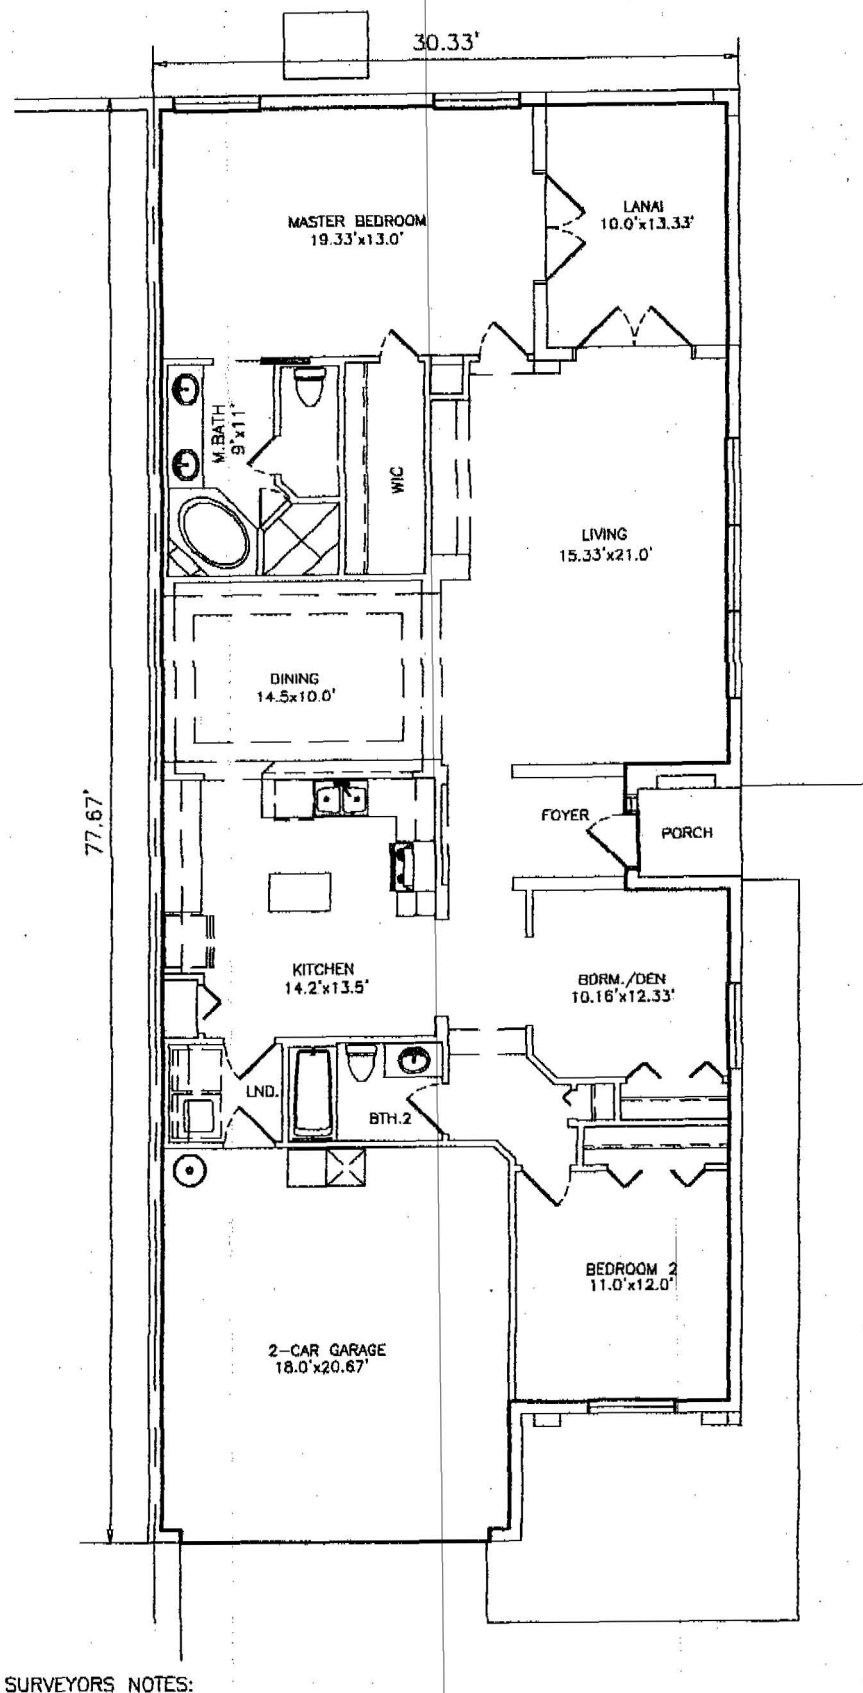 30.33'
MASTER BEDROOM
19.33'x13.0'
LANAI
10.0'x13.33'
M.BATH
9'x11'
WIC
LIVING
15.33'x21.0'
DINING
14.5x10.0'
77.67'
FOYER
PORCH
KITCHEN
14.2'x13.5'
BDRM./DEN
10.16'x12.33'
LND.
BTH.2
BEDROOM 2
11.0'x12.0'
2-CAR GARAGE
18.0'x20.67'
SURVEYORS NOTES: